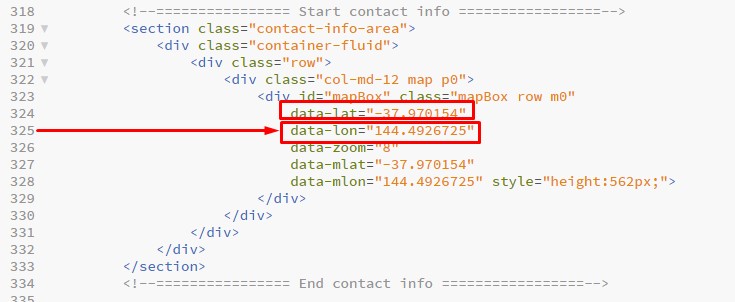 318 <!--================ Start contact info =================-->
319 <section class="contact-info-area">
320 <div class="container-fluid">
321 <div class="row">
322 <div class="col-md-12 map p0">
323 <div id="mapBox" class="mapBox row m0"
324 data-lat="-37.970154"
325 data-lon="144.4926725"
326 data-zoom="8"
327 data-mlat="-37.970154"
328 data-mlon="144.4926725" style="height:562px;">
329 </div>
330 </div>
331 </div>
332 </div>
333 </section>
334 <!--================ End contact info =================-->
335